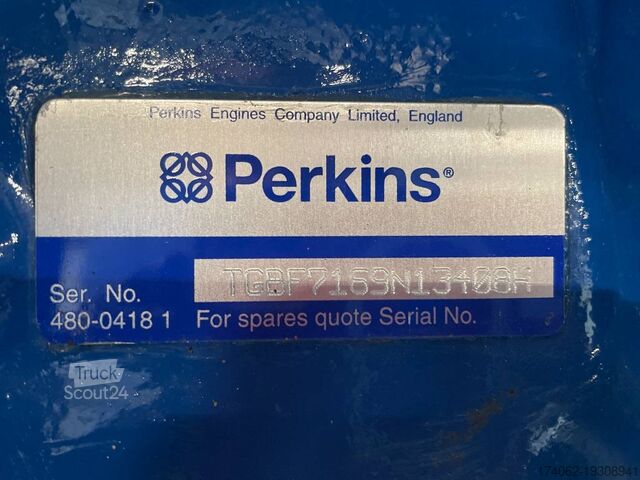 Perkins Engines Company Limited, England
Perkins®
Ser. No. TGBF7169N13408H
480-0418 1 For spares quote Serial No.
Truck
Scout24
174062-19308941